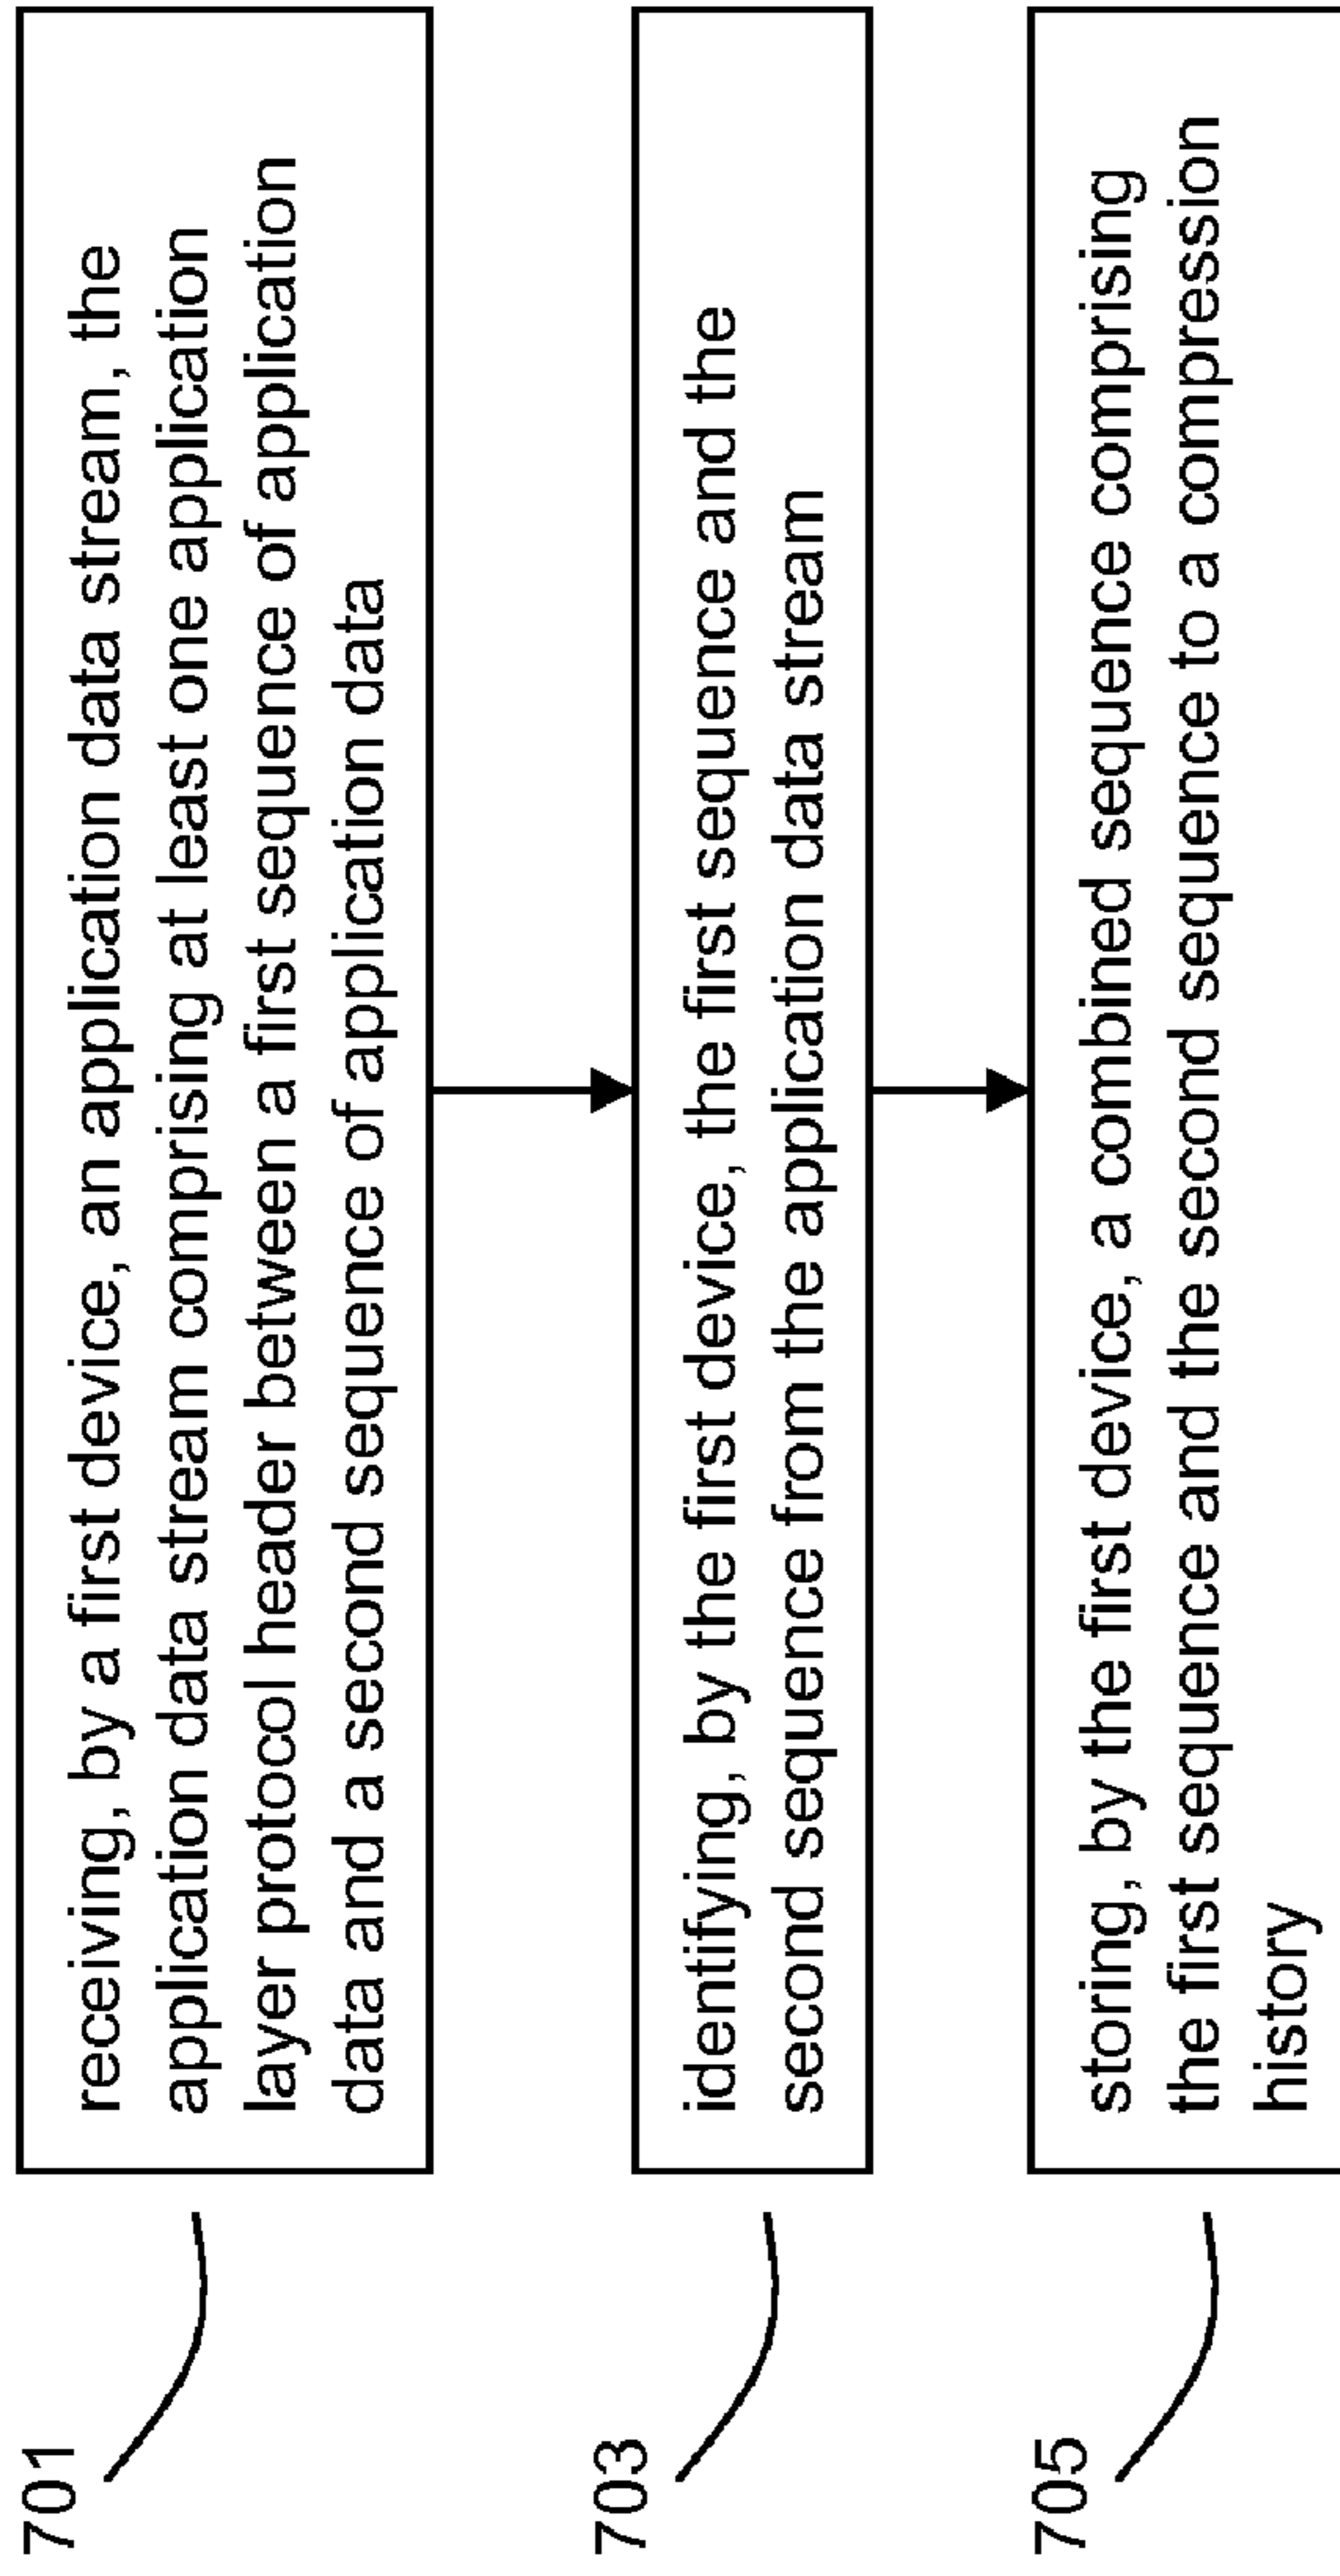 701
receiving, by a first device, an application data stream, the
application data stream comprising at least one application
layer protocol header between a first sequence of application
data and a second sequence of application data
703
identifying, by the first device, the first sequence and the
second sequence from the application data stream
705
storing, by the first device, a combined sequence comprising
the first sequence and the second sequence to a compression
history